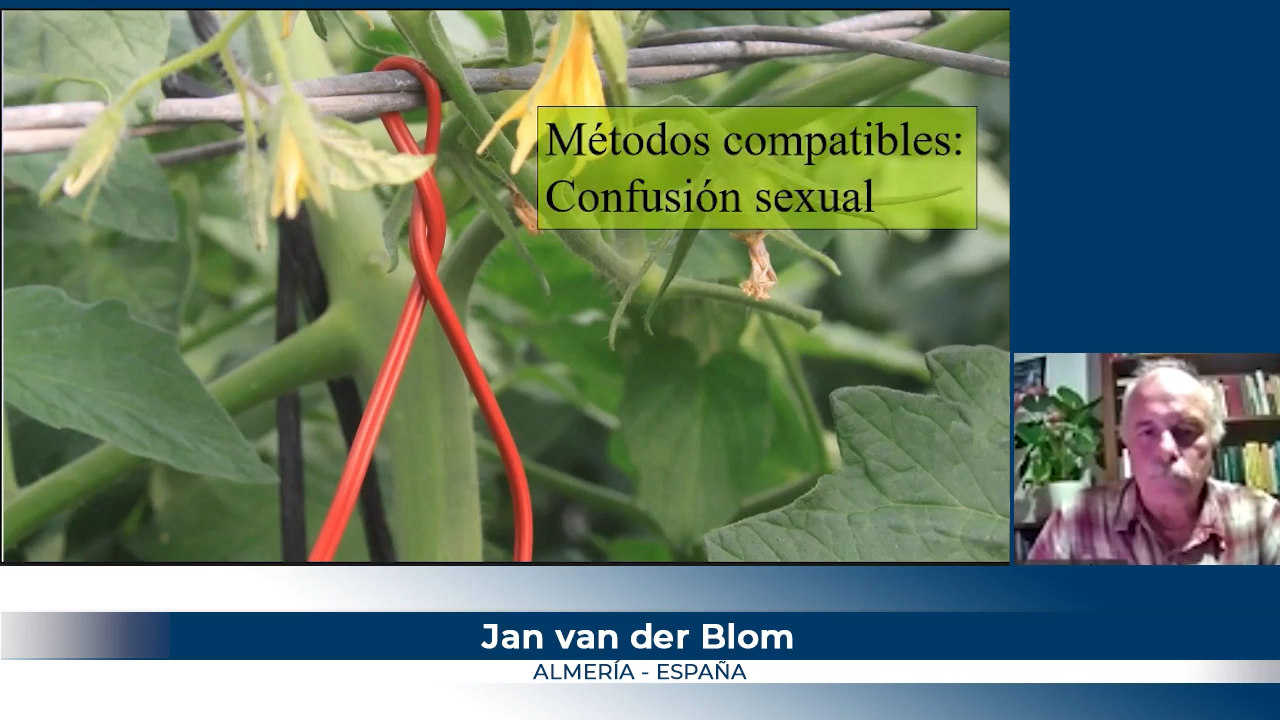 Métodos compatibles:
Confusión sexual
Jan van der Blom
ALMERÍA - ESPAÑA